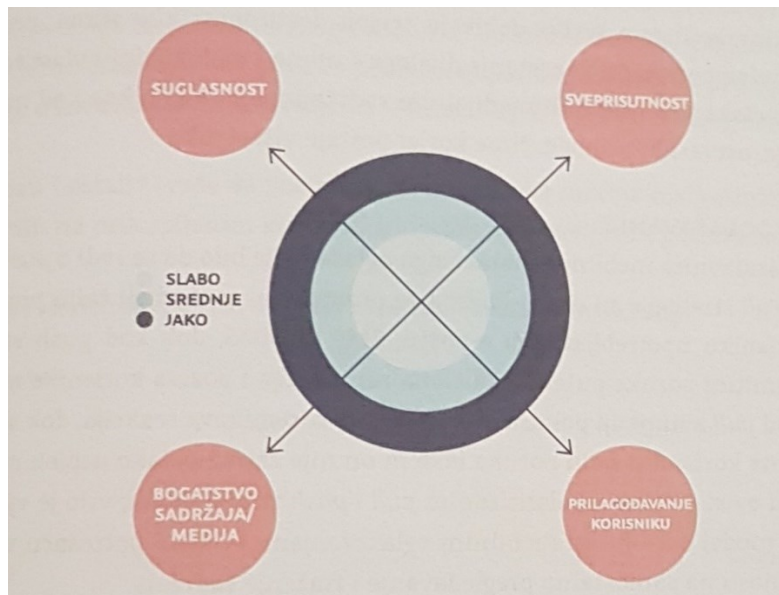 SUGLASNOST
SVEPRISUTNOST
SLABO
SREDNJE
JAKO
BOGATSTVO
SADRŽAJA/
MEDIJA
PRILAGOĐAVANJE
KORISNIKU